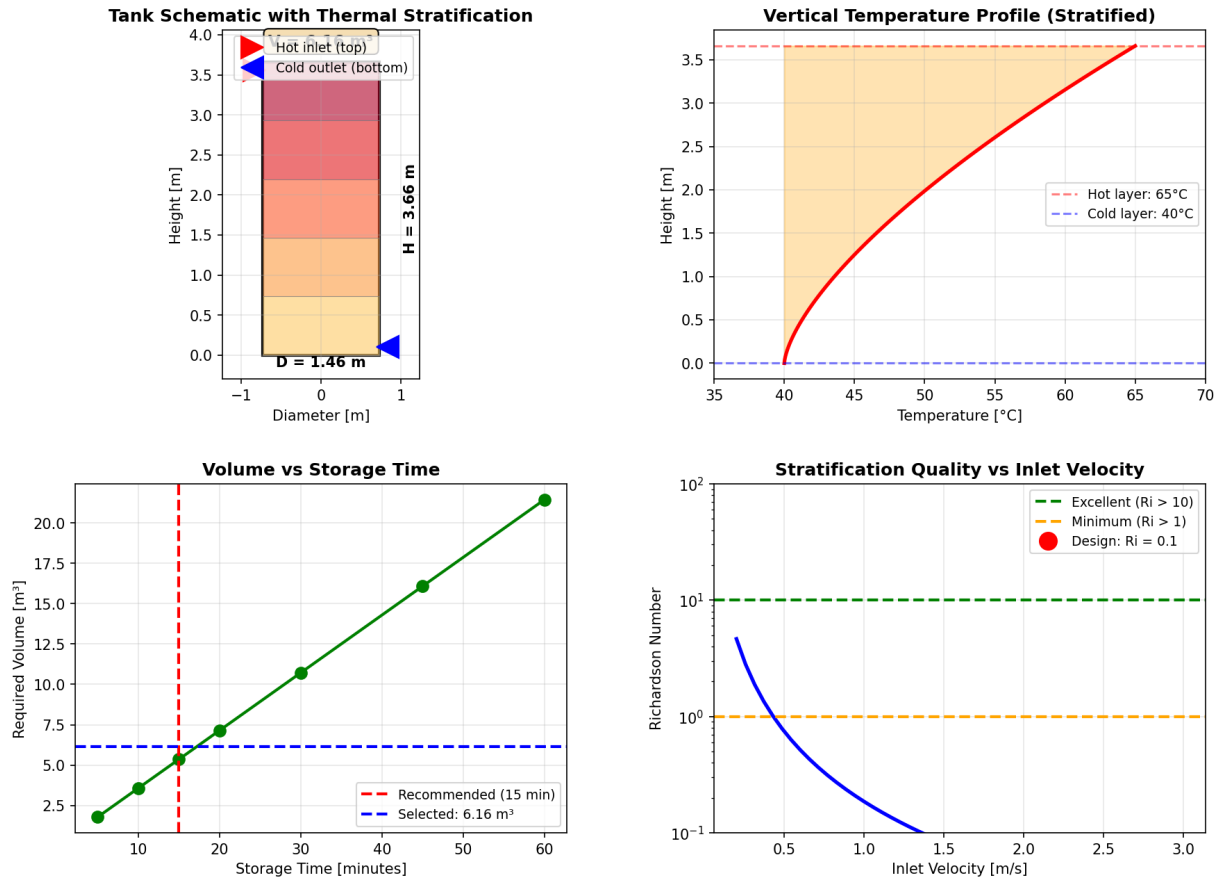 Tank Schematic with Thermal Stratification
V = 6.16 m³
Hot inlet (top)
Cold outlet (bottom)
4.0
3.5
3.0
2.5
2.0
1.5
1.0
0.5
0.0
Height [m]
H = 3.66 m
D = 1.46 m
−1
0
1
Diameter [m]
Vertical Temperature Profile (Stratified)
3.5
3.0
2.5
2.0
1.5
1.0
0.5
0.0
Height [m]
Hot layer: 65°C
Cold layer: 40°C
35
40
45
50
55
60
65
70
Temperature [°C]
Volume vs Storage Time
20.0
17.5
15.0
12.5
10.0
7.5
5.0
2.5
Required Volume [m³]
Recommended (15 min)
Selected: 6.16 m³
10
20
30
40
50
60
Storage Time [minutes]
Stratification Quality vs Inlet Velocity
10²
10¹
10⁰
10⁻¹
Richardson Number
Excellent (Ri > 10)
Minimum (Ri > 1)
Design: Ri = 0.1
0.5
1.0
1.5
2.0
2.5
3.0
Inlet Velocity [m/s]